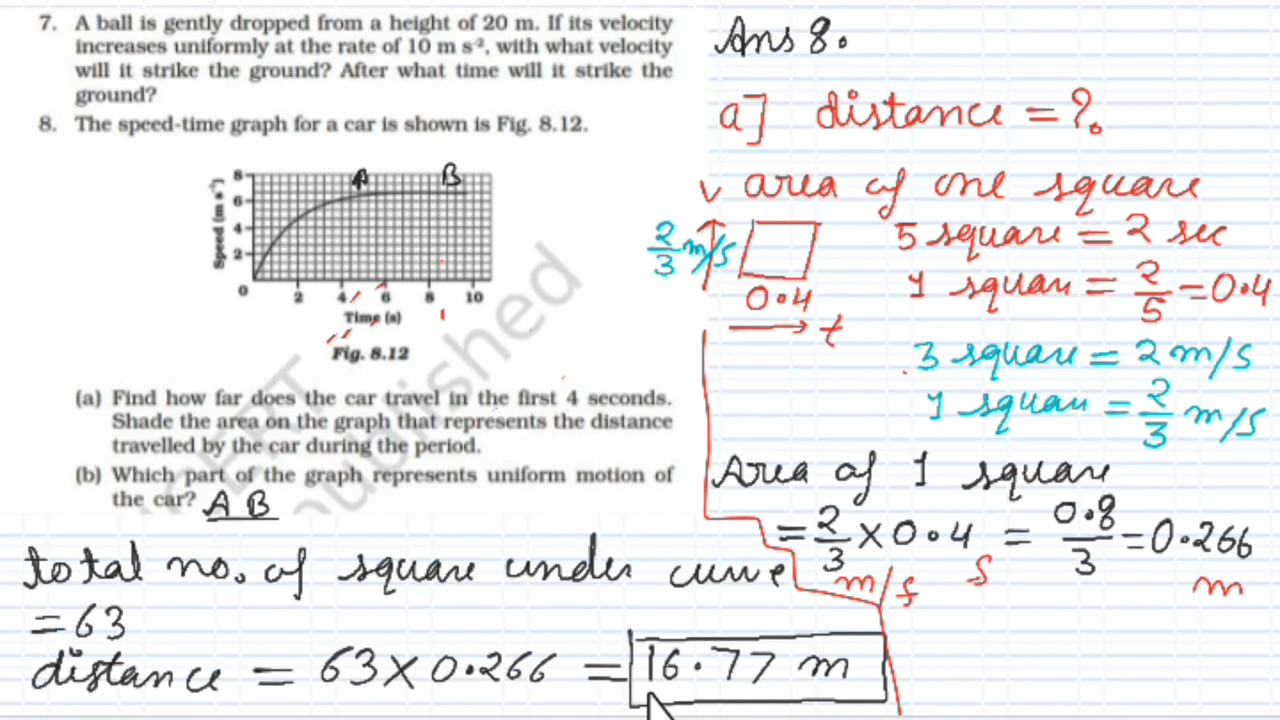 7. A ball is gently dropped from a height of 20 m. If its velocity
increases uniformly at the rate of 10 m s⁻², with what velocity
will it strike the ground? After what time will it strike the
ground?
8. The speed-time graph for a car is shown is Fig. 8.12.
A B
8
6
4
2
Speed (m s⁻¹)
0 2 4 6 8 10
Time (s)
Fig. 8.12
(a) Find how far does the car travel in the first 4 seconds.
Shade the area on the graph that represents the distance
travelled by the car during the period.
(b) Which part of the graph represents uniform motion of
the car? A B
Ans 8.
a] distance = ?
v area of one square
2/3 m/s
0.4
t
5 square = 2 sec
1 square = 2/5 = 0.4
3 square = 2 m/s
1 square = 2/3 m/s
Area of 1 square
= 2/3 × 0.4 = 0.8/3 = 0.266
m/s s m
total no. of square under curve
= 63
distance = 63 × 0.266 = 16.77 m